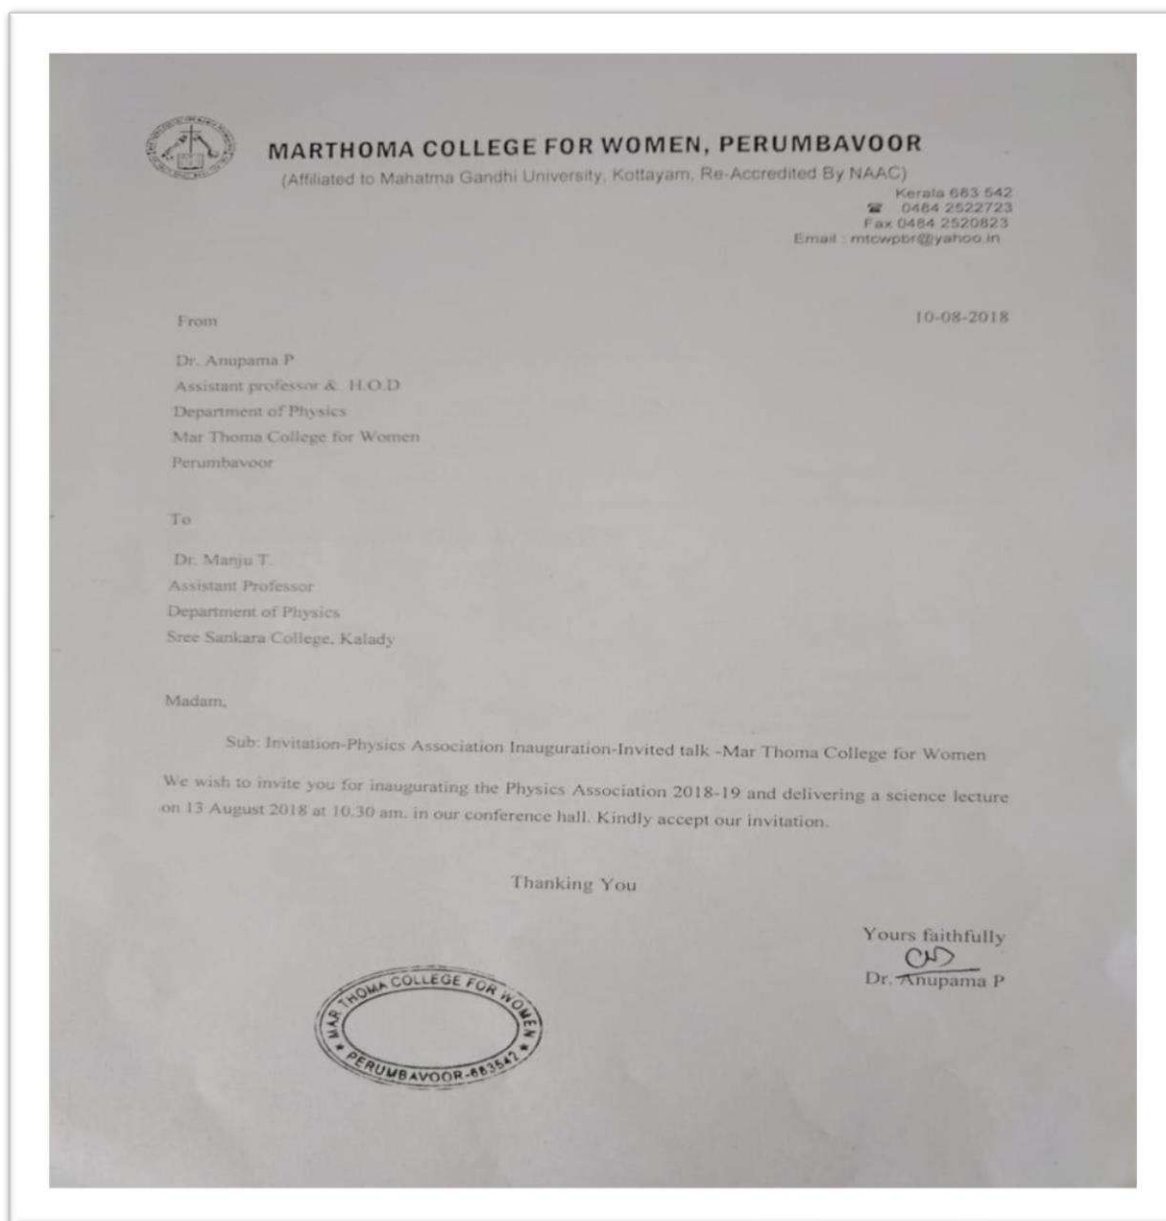 MARTHOMA COLLEGE FOR WOMEN, PERUMBAVOOR
(Affiliated to Mahatma Gandhi University, Kottayam, Re-Accredited By NAAC)
Kerala 683 542
☎ 0484 2522723
Fax 0484 2520823
Email : mtcwpbr@yahoo.in
From
10-08-2018
Dr. Anupama P
Assistant professor & H.O.D
Department of Physics
Mar Thoma College for Women
Perumbavoor
To
Dr. Manju T.
Assistant Professor
Department of Physics
Sree Sankara College, Kalady
Madam,
Sub: Invitation-Physics Association Inauguration-Invited talk -Mar Thoma College for Women
We wish to invite you for inaugurating the Physics Association 2018-19 and delivering a science lecture
on 13 August 2018 at 10.30 am. in our conference hall. Kindly accept our invitation.
Thanking You
Yours faithfully
Dr. Anupama P
MAR THOMA COLLEGE FOR WOMEN
★ PERUMBAVOOR-683542 ★